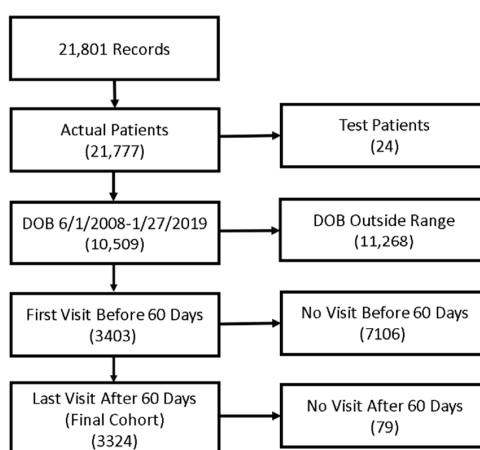 21,801 Records
Actual Patients
(21,777)
Test Patients
(24)
DOB 6/1/2008-1/27/2019
(10,509)
DOB Outside Range
(11,268)
First Visit Before 60 Days
(3403)
No Visit Before 60 Days
(7106)
Last Visit After 60 Days
(Final Cohort)
(3324)
No Visit After 60 Days
(79)